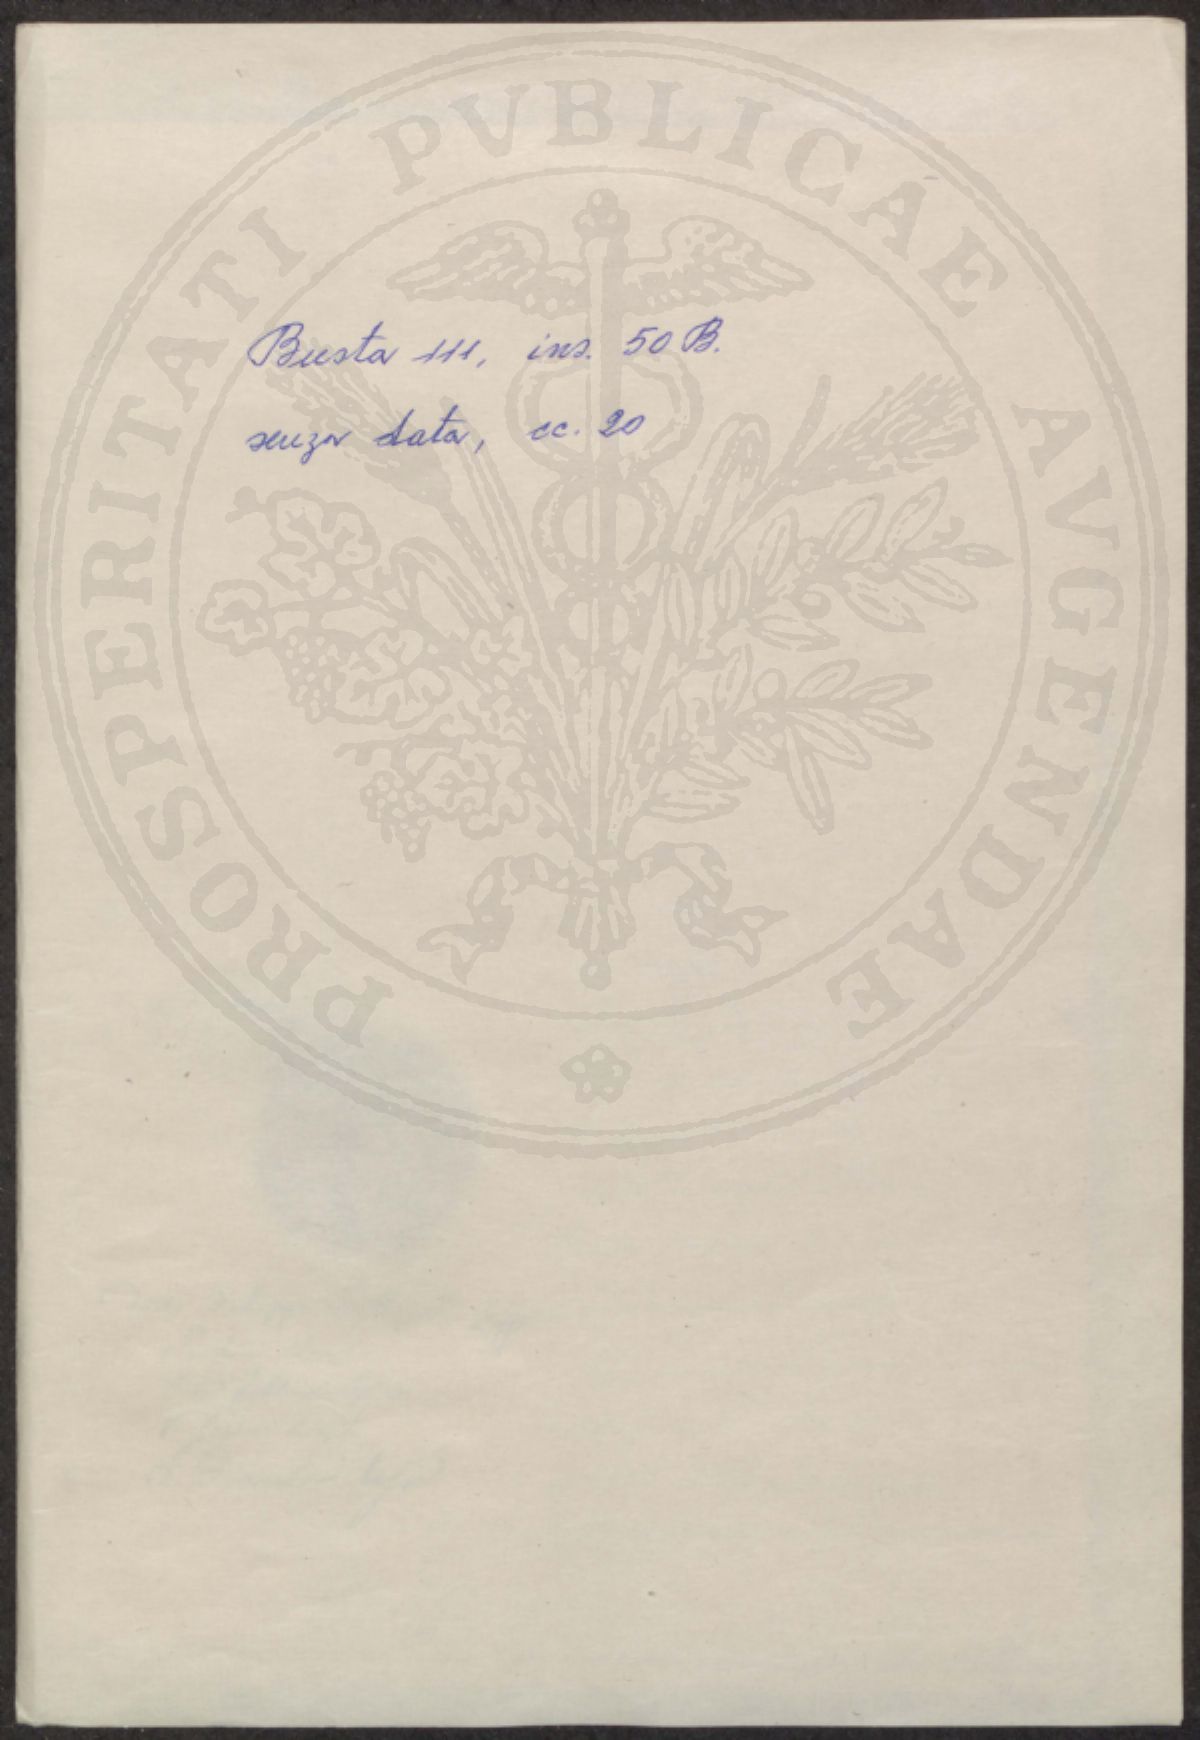 PROSPERITATI PVBLICAE AVGENDAE
Busta 111, ins. 50 B.
senza data, cc. 20